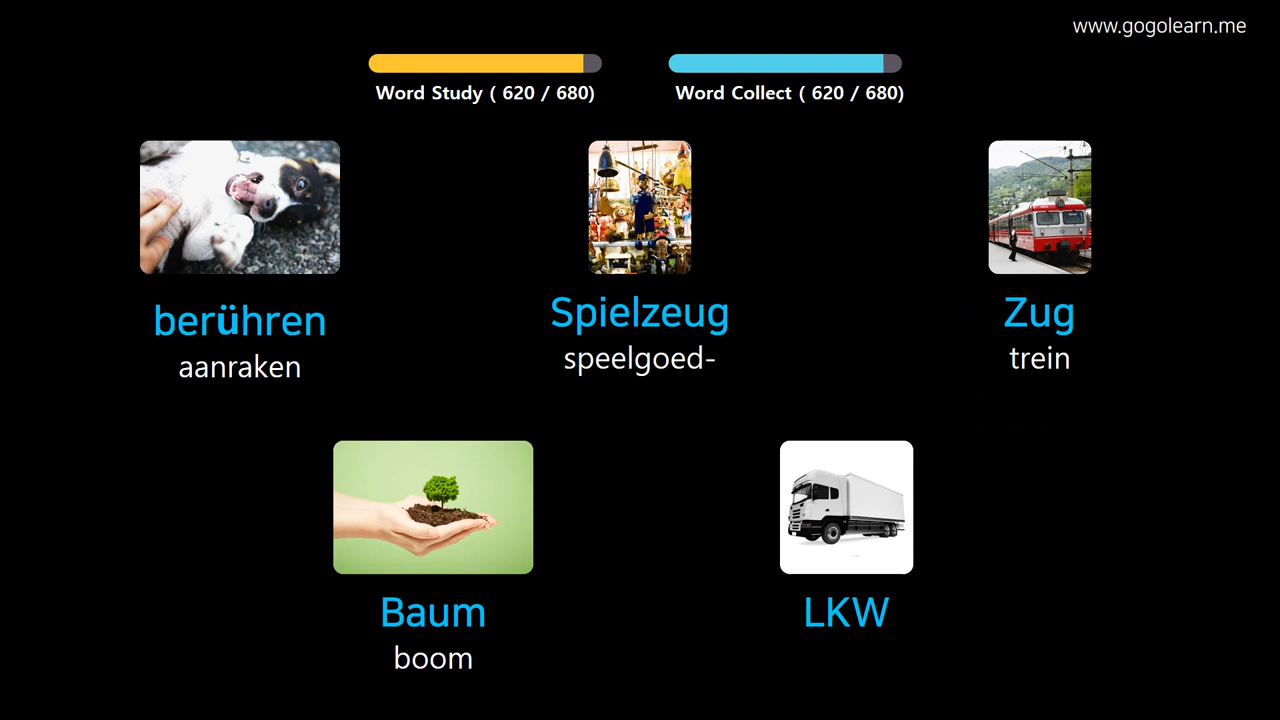 www.gogolearn.me
Word Study ( 620 / 680)
Word Collect ( 620 / 680)
berühren
aanraken
Spielzeug
speelgoed-
Zug
trein
Baum
boom
LKW